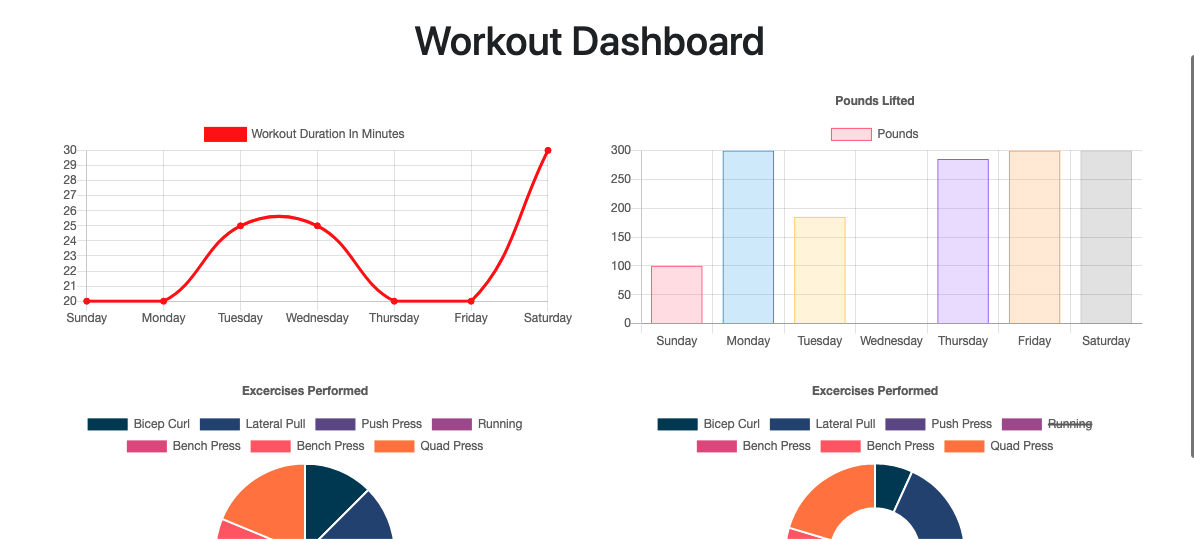 Workout Dashboard
Workout Duration In Minutes
30
29
28
27
26
25
24
23
22
21
20
Sunday Monday Tuesday Wednesday Thursday Friday Saturday
Pounds Lifted
Pounds
300
250
200
150
100
50
0
Sunday Monday Tuesday Wednesday Thursday Friday Saturday
Excercises Performed
Bicep Curl Lateral Pull Push Press Running
Bench Press Bench Press Quad Press
Excercises Performed
Bicep Curl Lateral Pull Push Press Running
Bench Press Bench Press Quad Press